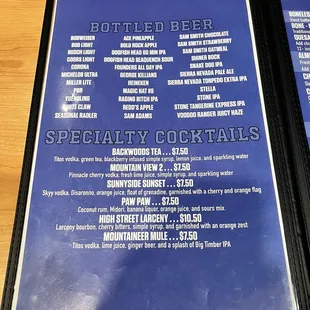 BOTTLED BEER
BUDWEISER
BUD LIGHT
BUSCH LIGHT
COORS LIGHT
CORONA
MICHELOB ULTRA
MILLER LITE
PBR
YUENGLING
WHITE CLAW
SEASONAL RADLER
ACE PINEAPPLE
BOLD ROCK APPLE
DOGFISH HEAD 60 MIN IPA
DOGFISH HEAD SEAQUENCH SOUR
FOUNDERS ALL DAY IPA
GEORGE KILLIANS
HEINEKEN
MAGIC HAT #9
RAGING BITCH IPA
REDD'S APPLE
SAM ADAMS
SAM SMITH CHOCOLATE
SAM SMITH STRAWBERRY
SAM SMITH OATMEAL
SHINER BOCK
SNAKE DOG IPA
SIERRA NEVADA PALE ALE
SIERRA NEVADA TORPEDO EXTRA IPA
STELLA
STONE IPA
STONE TANGERINE EXPRESS IPA
VOODOO RANGER JUICY HAZE
SPECIALTY COCKTAILS
BACKWOODS TEA . . . $7.50
Titos vodka, green tea, blackberry infused simple syrup, lemon juice, and sparkling water
MOUNTAIN VIEW 2 . . . $7.50
Pinnacle cherry vodka, fresh lime juice, simple syrup, and sparkling water
SUNNYSIDE SUNSET . . . $7.50
Skyy vodka, Disaronno, orange juice, float of grenadine, garnished with a cherry and orange flag
PAW PAW . . . $7.50
Coconut rum, Midori, banana liquor, orange juice, and sours mix.
HIGH STREET LARCENY . . . $10.50
Larceny bourbon, cherry bitters, simple syrup, and garnished with an orange zest
MOUNTAINEER MULE . . . $7.50
Titos vodka, lime juice, ginger beer, and a splash of Big Timber IPA